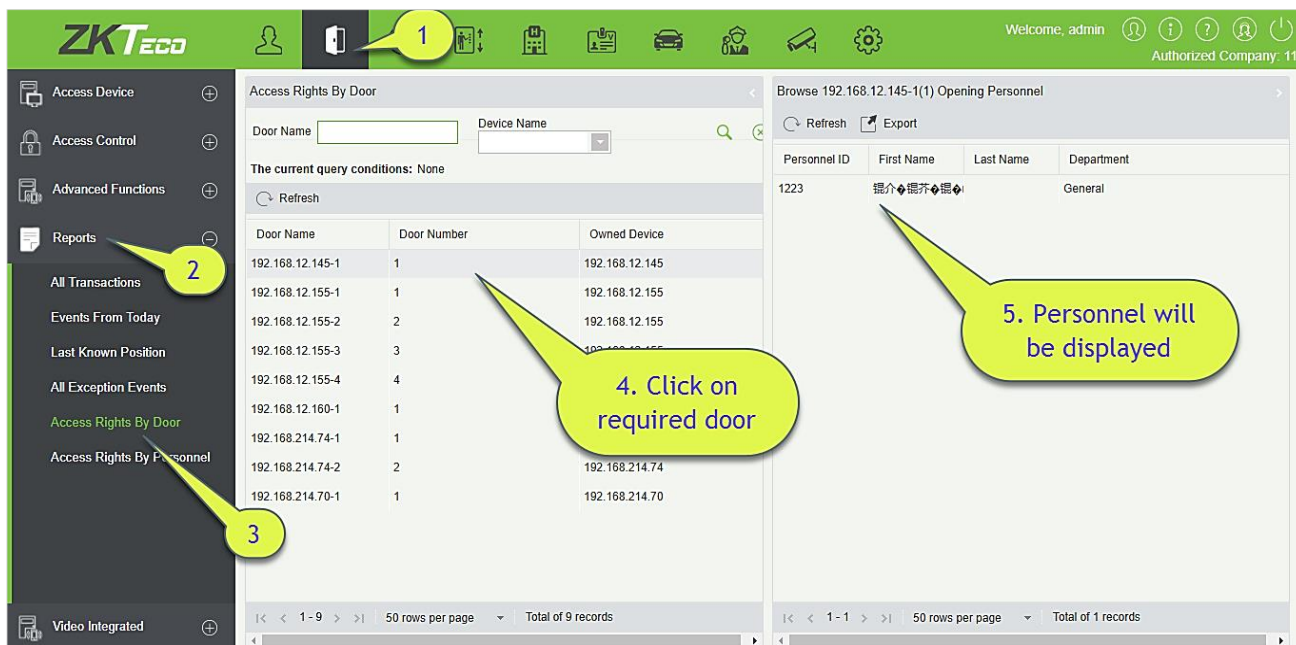 ZKTeco
1
Welcome, admin
Authorized Company: 11
Access Device
Access Control
Advanced Functions
Reports
2
All Transactions
Events From Today
Last Known Position
All Exception Events
Access Rights By Door
Access Rights By Personnel
3
Video Integrated
Access Rights By Door
Door Name
Device Name
The current query conditions: None
Refresh
Door Name Door Number Owned Device
192.168.12.145-1 1 192.168.12.145
192.168.12.155-1 1 192.168.12.155
192.168.12.155-2 2 192.168.12.155
192.168.12.155-3 3
192.168.12.155-4 4
192.168.12.160-1 1
192.168.214.74-1 1
192.168.214.74-2 2 192.168.214.74
192.168.214.70-1 1 192.168.214.70
4. Click on
required door
1 - 9 50 rows per page Total of 9 records
Browse 192.168.12.145-1(1) Opening Personnel
Refresh Export
Personnel ID First Name Last Name Department
1223 锟介�锟芥�锟� General
5. Personnel will
be displayed
1 - 1 50 rows per page Total of 1 records